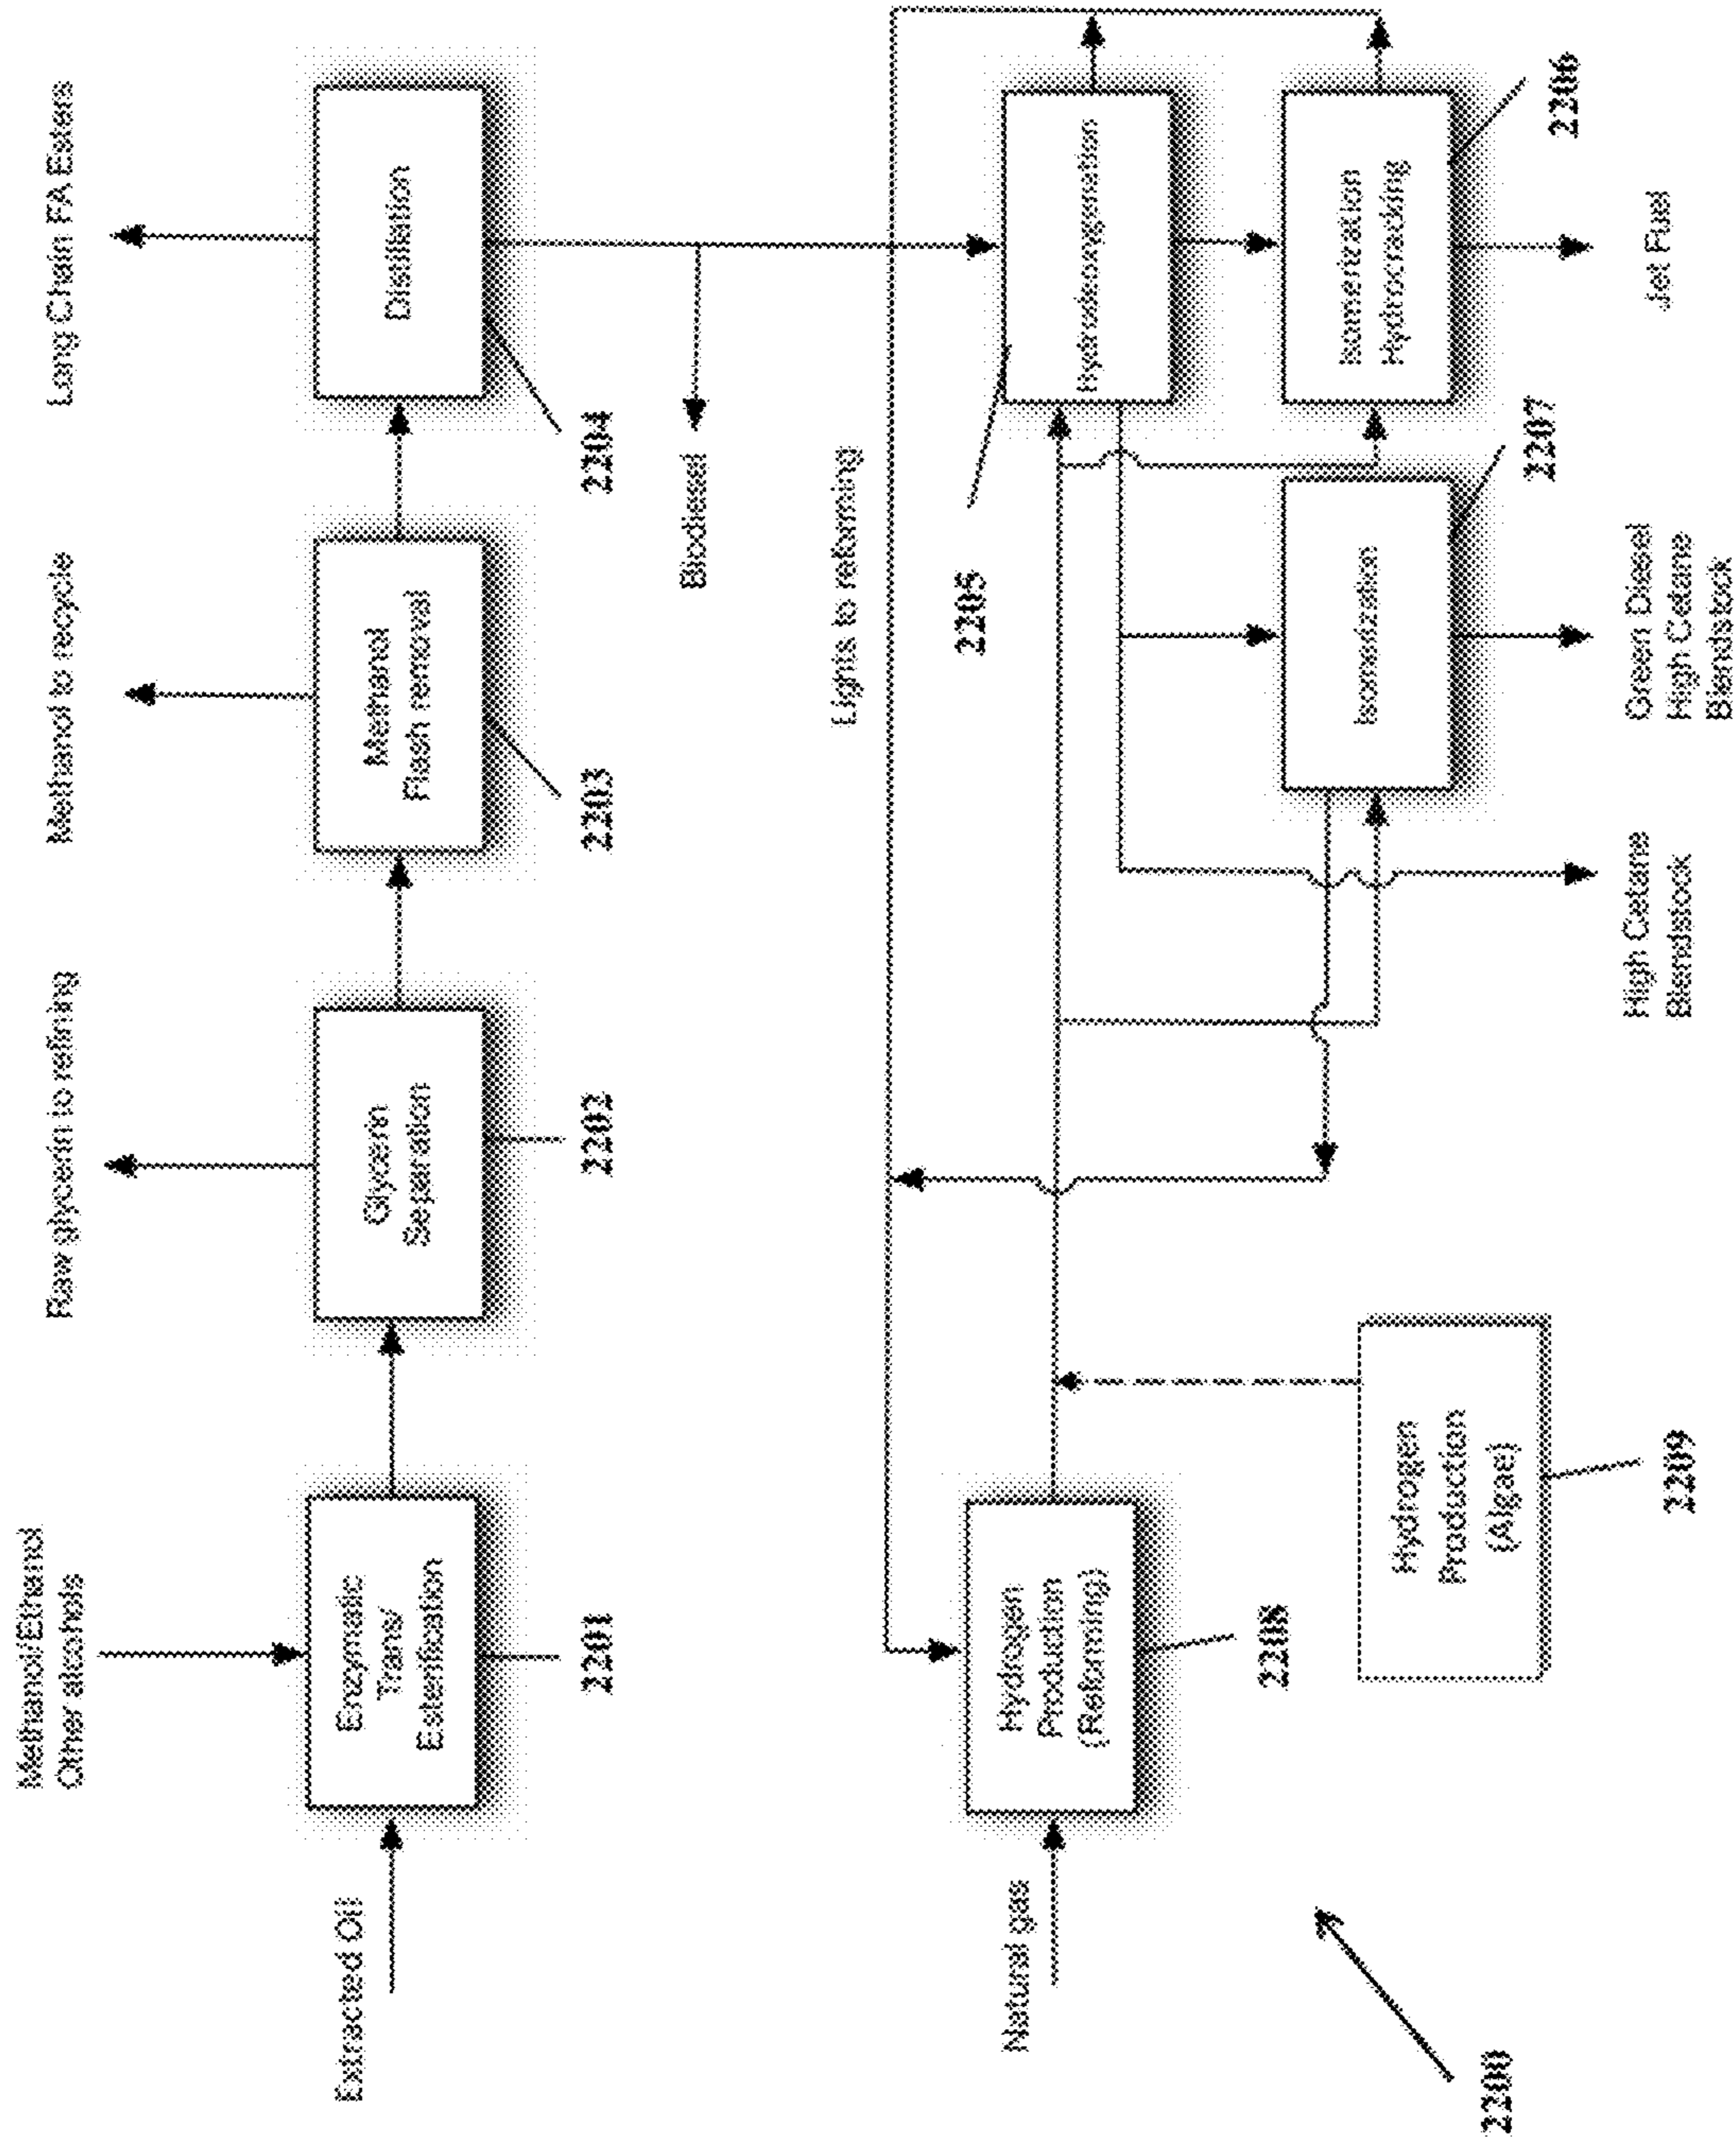 Methanol/Ethanol
Other alcohols
Raw glycerin to refining
Methanol to recycle
Long Chain FA Esters
Extracted Oil
Enzymatic
Trans/
Esterification
Glycerin
Separation
Methanol
Flash removal
Distillation
2201
2202
2203
2204
Biodiesel
Lights to reforming
Natural gas
Hydrogen
Production
(Reforming)
2205
Hydrodeoxygenation
2208
Hydrogen
Production
(Algae)
Isomerization
Isomerization
Hydrocracking
2209
2207
2206
High Cetane
Blendstock
Green Diesel
High Cetane
Blendstock
Jet Fuel
2200